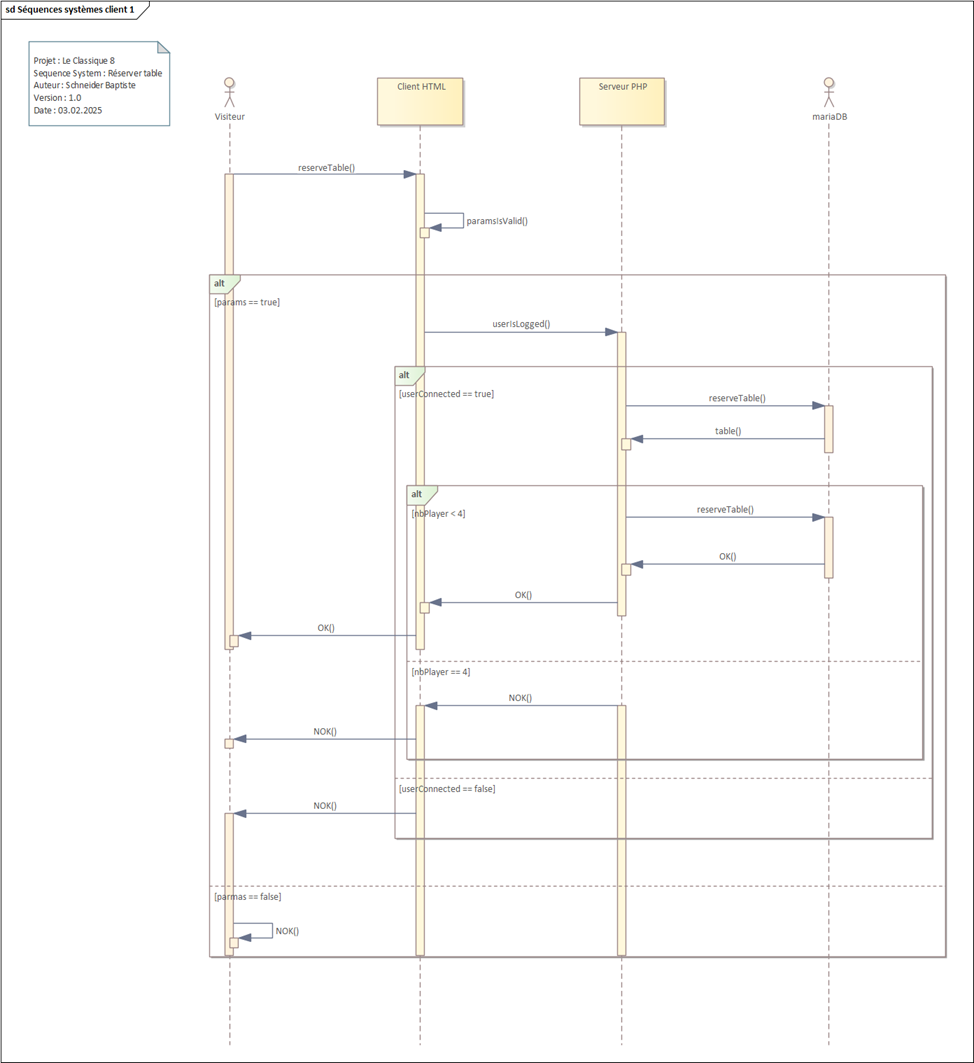 sd Séquences systèmes client 1
Projet : Le Classique 8
Sequence System : Réserver table
Auteur : Schneider Baptiste
Version : 1.0
Date : 03.02.2025
Visiteur
Client HTML
Serveur PHP
mariaDB
reserveTable()
paramsIsValid()
alt
[params == true]
userIsLogged()
alt
[userConnected == true]
reserveTable()
table()
alt
[nbPlayer < 4]
reserveTable()
OK()
OK()
OK()
[nbPlayer == 4]
NOK()
NOK()
[userConnected == false]
NOK()
[parmas == false]
NOK()